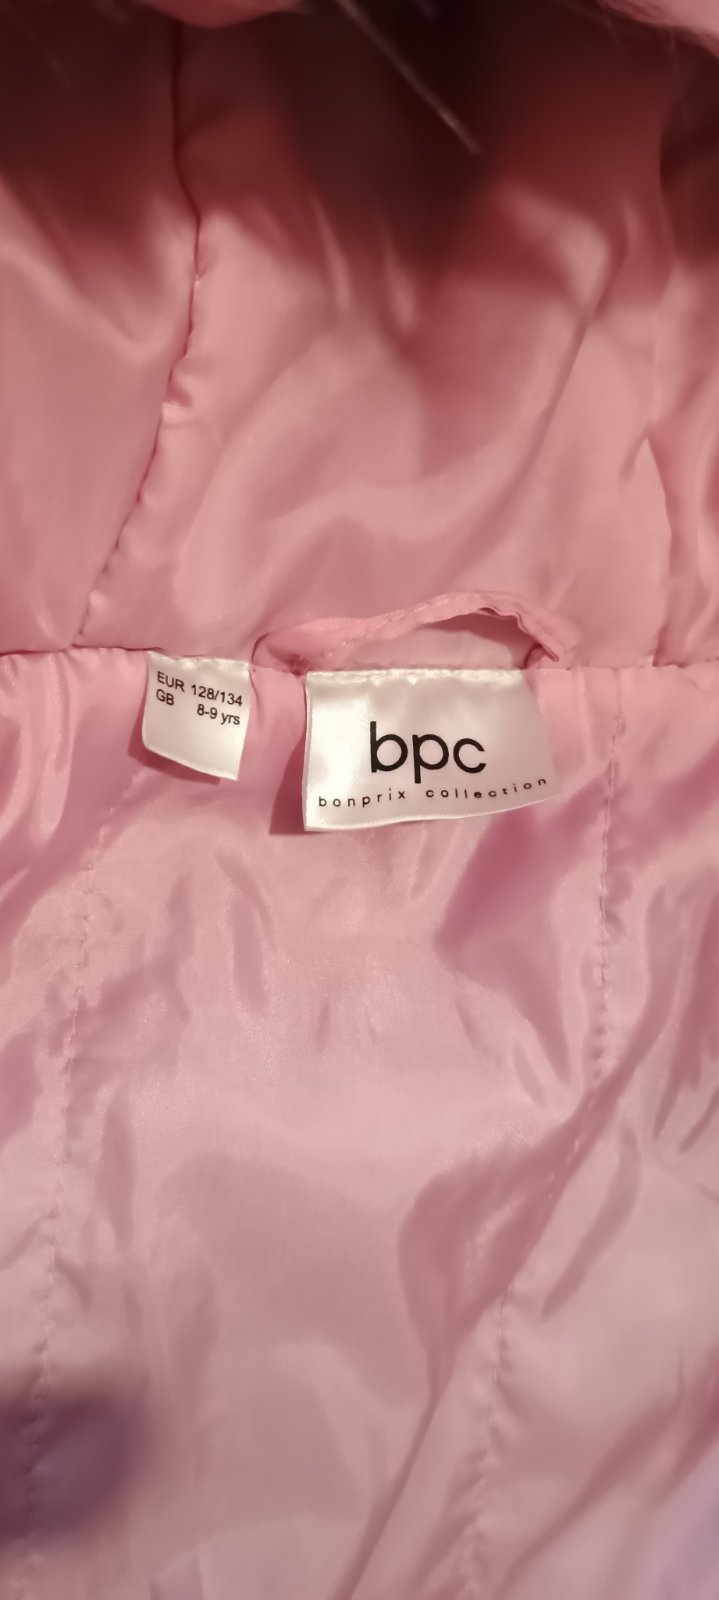 EUR 128/134
GB 8-9 yrs
bpc
bonprix collection